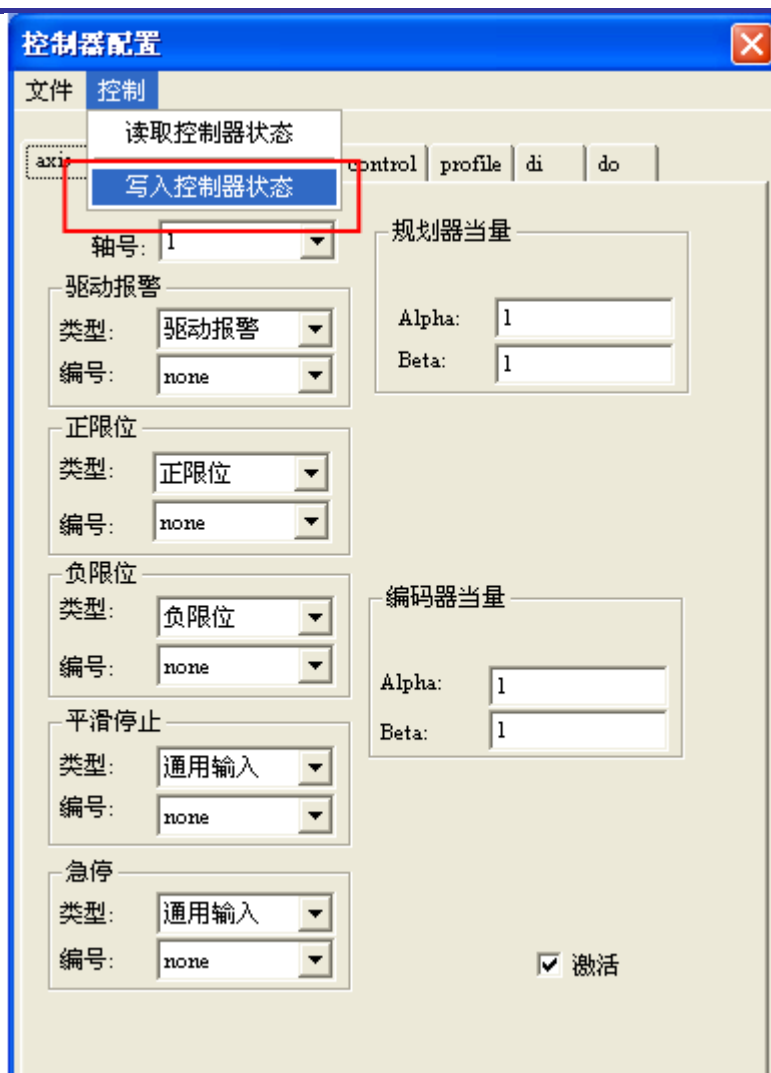 控制器配置
文件 控制
读取控制器状态
写入控制器状态
control profile di do
轴号: 1
驱动报警
类型: 驱动报警
编号: none
正限位
类型: 正限位
编号: none
负限位
类型: 负限位
编号: none
平滑停止
类型: 通用输入
编号: none
急停
类型: 通用输入
编号: none
规划器当量
Alpha: 1
Beta: 1
编码器当量
Alpha: 1
Beta: 1
激活